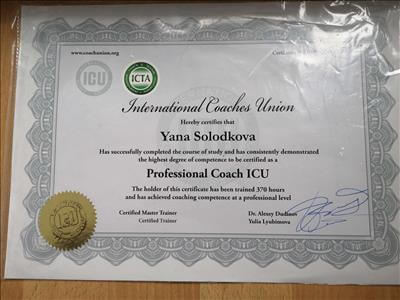 www.coachunion.org
ICU
ICTA
International Coaches Union
Hereby certifies that
Yana Solodkova
Has successfully completed the course of study and has consistently demonstrated
the highest degree of competence to be certified as a
Professional Coach ICU
The holder of this certificate has been trained 370 hours
and has achieved coaching competence at a professional level
ICU
Certified Master Trainer Dr. Alexey Dudinov
Certified Trainer Yulia Lyubimova